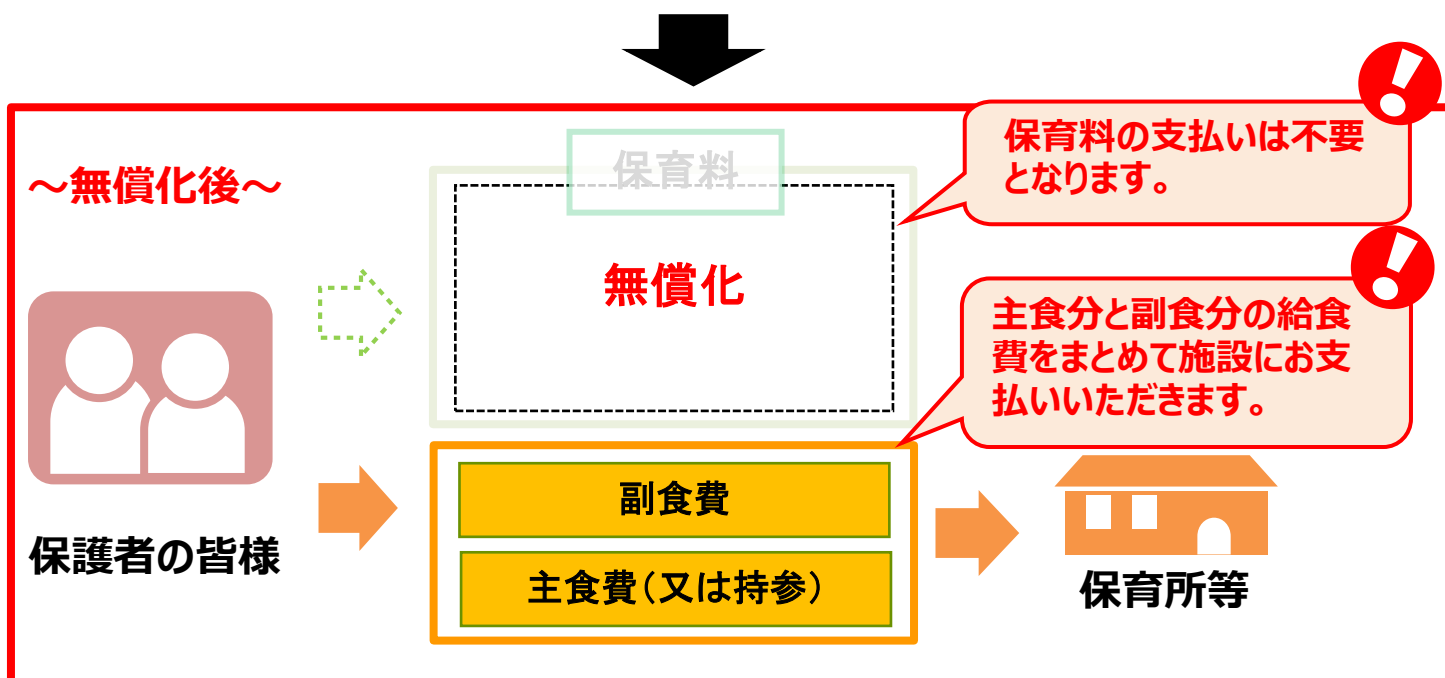 ～無償化後～
保育料
無償化
保育料の支払いは不要
となります。
主食分と副食分の給食
費をまとめて施設にお支
払いいただきます。
副食費
主食費（又は持参）
保護者の皆様
保育所等